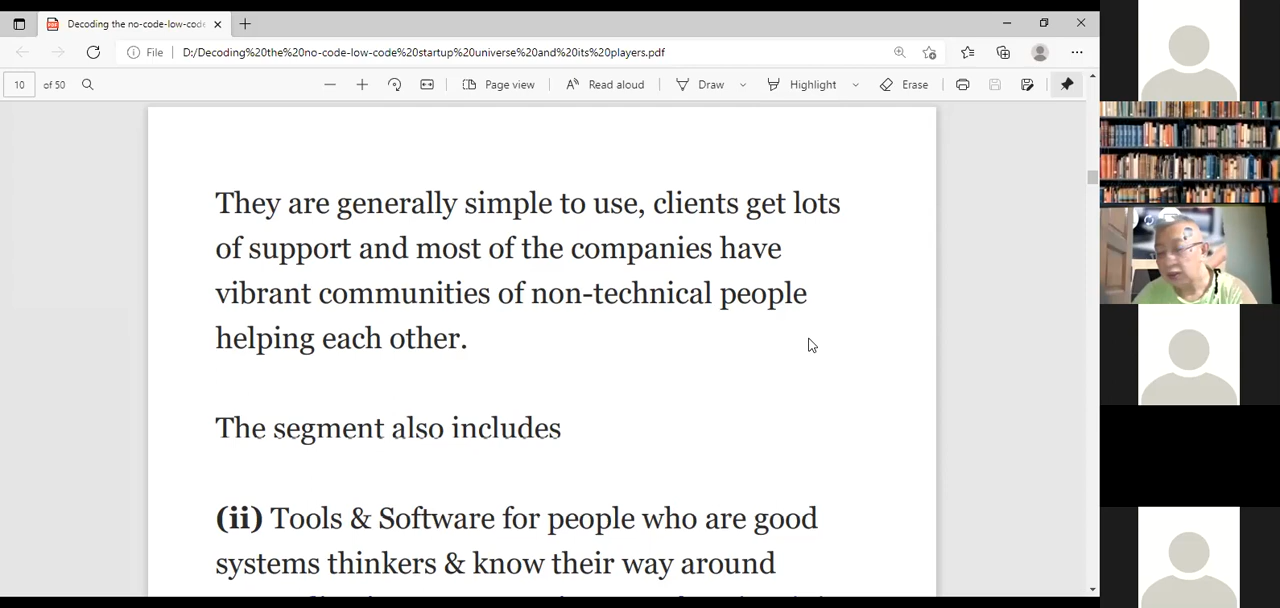 Decoding the no-code-low-code
File
D:/Decoding%20the%20no-code-low-code%20startup%20universe%20and%20its%20players.pdf
10 of 50
Page view
Read aloud
Draw
Highlight
Erase
They are generally simple to use, clients get lots
of support and most of the companies have
vibrant communities of non-technical people
helping each other.
The segment also includes
(ii) Tools & Software for people who are good
systems thinkers & know their way around